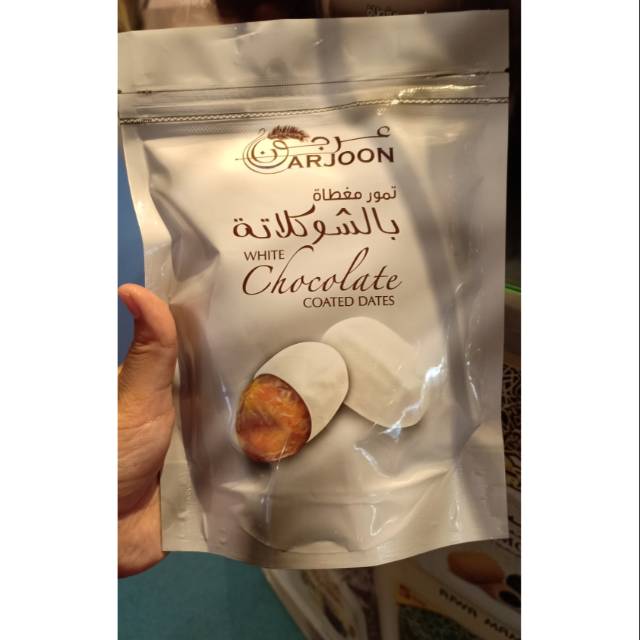 عرجون
ARJOON
تمور مغطاة
بالشوكلاتة
WHITE
Chocolate
COATED DATES